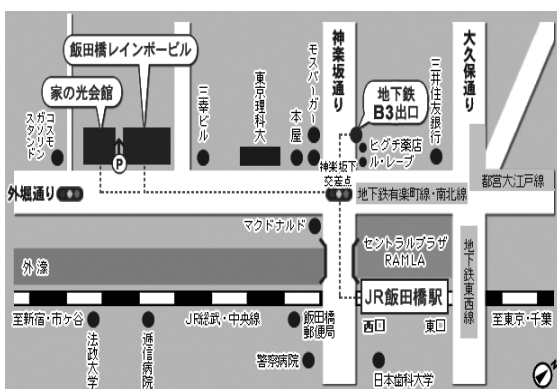 飯田橋レインボービル
家の光会館
コスモ
ガソリン
スタンド
三幸ビル
東京理科大
本屋
モスバーガー
神楽坂通り
地下鉄
B3出口
ヒグチ薬店
ル・レーブ
三井住友銀行
大久保通り
P
神楽坂下
交差点
外堀通り
地下鉄有楽町線・南北線
都営大江戸線
マクドナルド
セントラルプラザ
RAMLA
地下鉄東西線
外濠
JR飯田橋駅
至新宿・市ヶ谷
JR総武・中央線
飯田橋
郵便局
西口
東口
至東京・千葉
法政大学
逓信病院
警察病院
日本歯科大学